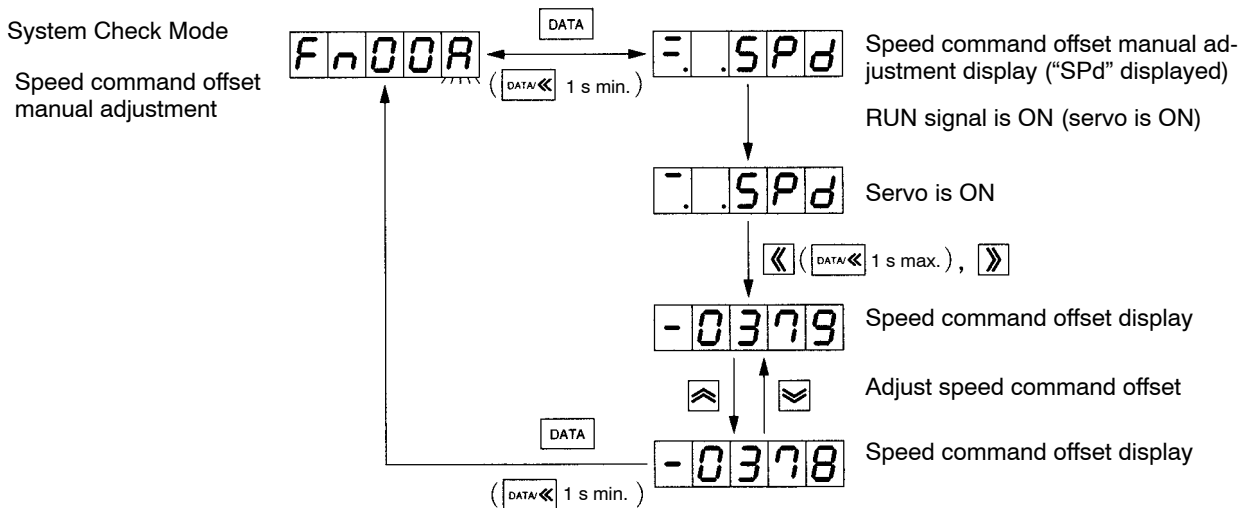 System Check Mode
Speed command offset
manual adjustment
Fn00A
DATA
(DATA/≪ 1 s min.)
=. .SPd
Speed command offset manual ad-
justment display (“SPd” displayed)
RUN signal is ON (servo is ON)
¯. .SPd
Servo is ON
≪ (DATA/≪ 1 s max.), ≫
-0379
Speed command offset display
Adjust speed command offset
DATA
(DATA/≪ 1 s min.)
-0378
Speed command offset display